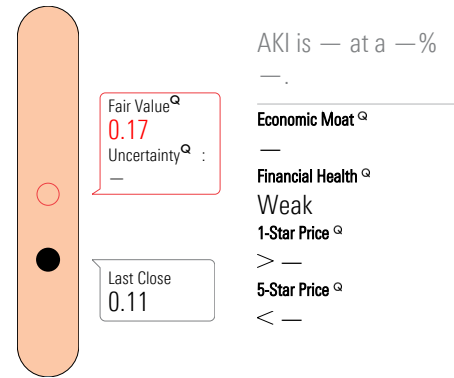 AKI is — at a —%
—.
Fair Value Q
0.17
Uncertainty Q :
—
Economic Moat Q
—
Financial Health Q
Weak
1-Star Price Q
> —
5-Star Price Q
< —
Last Close
0.11